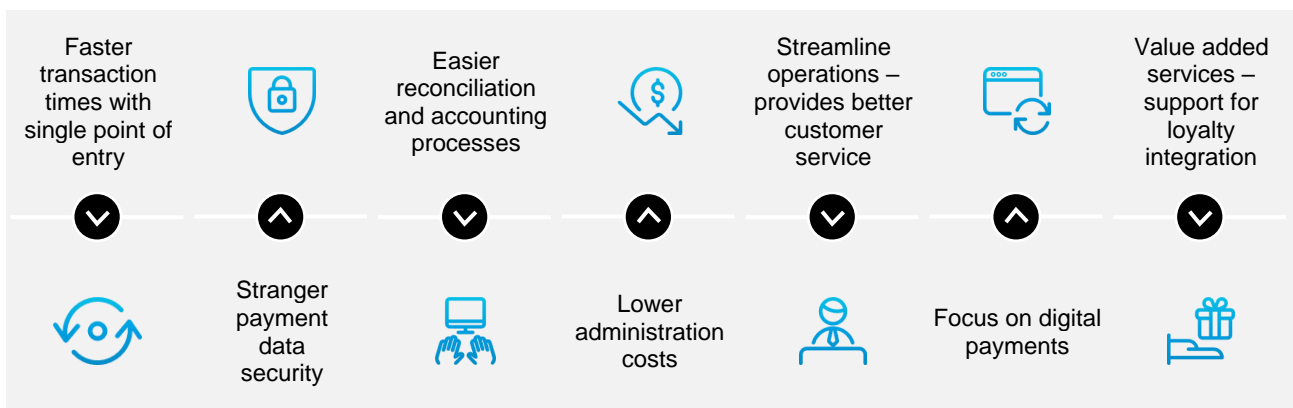 Faster
transaction
times with
single point of
entry
Stranger
payment
data
security
Easier
reconciliation
and accounting
processes
$
Lower
administration
costs
Streamline
operations –
provides better
customer
service
Focus on digital
payments
Value added
services –
support for
loyalty
integration